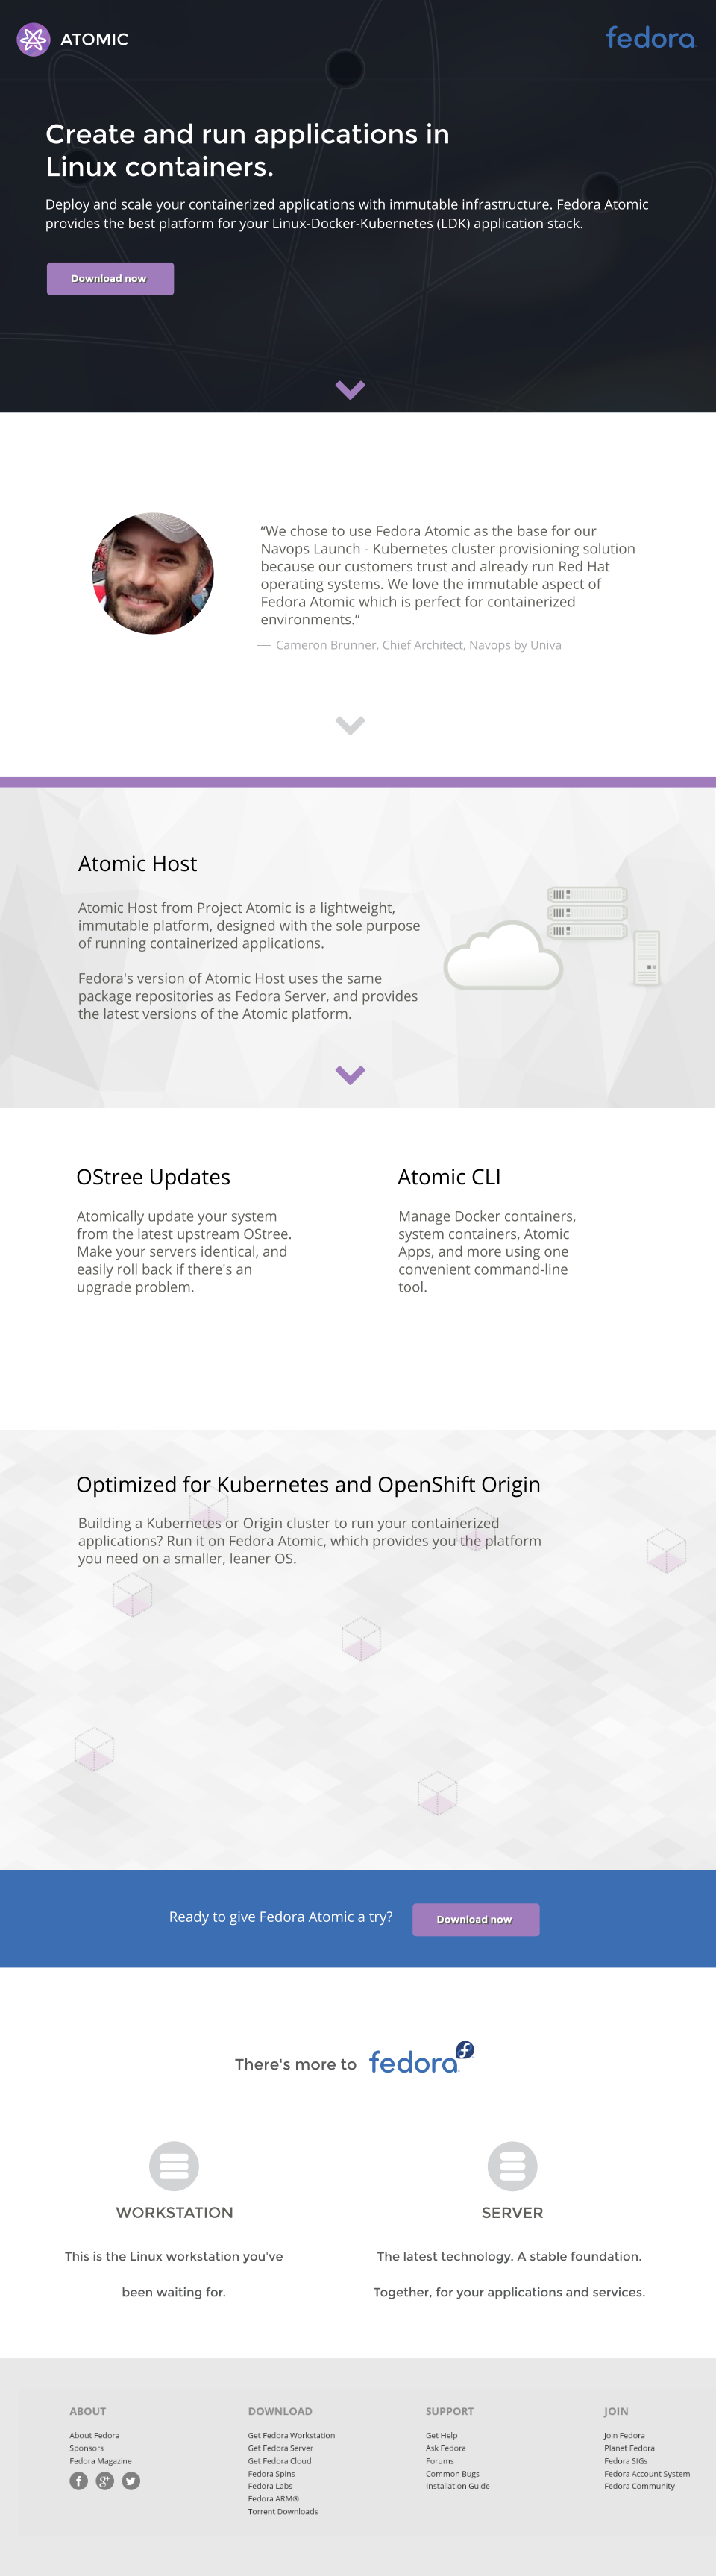 ATOMIC
fedora
Create and run applications in
Linux containers.
Deploy and scale your containerized applications with immutable infrastructure. Fedora Atomic
provides the best platform for your Linux-Docker-Kubernetes (LDK) application stack.
Download now
“We chose to use Fedora Atomic as the base for our
Navops Launch - Kubernetes cluster provisioning solution
because our customers trust and already run Red Hat
operating systems. We love the immutable aspect of
Fedora Atomic which is perfect for containerized
environments.”
— Cameron Brunner, Chief Architect, Navops by Univa
Atomic Host
Atomic Host from Project Atomic is a lightweight,
immutable platform, designed with the sole purpose
of running containerized applications.
Fedora's version of Atomic Host uses the same
package repositories as Fedora Server, and provides
the latest versions of the Atomic platform.
OStree Updates
Atomically update your system
from the latest upstream OStree.
Make your servers identical, and
easily roll back if there's an
upgrade problem.
Atomic CLI
Manage Docker containers,
system containers, Atomic
Apps, and more using one
convenient command-line
tool.
Optimized for Kubernetes and OpenShift Origin
Building a Kubernetes or Origin cluster to run your containerized
applications? Run it on Fedora Atomic, which provides you the platform
you need on a smaller, leaner OS.
Ready to give Fedora Atomic a try?
Download now
There's more to fedora
WORKSTATION
This is the Linux workstation you've
been waiting for.
SERVER
The latest technology. A stable foundation.
Together, for your applications and services.
ABOUT
About Fedora
Sponsors
Fedora Magazine
DOWNLOAD
Get Fedora Workstation
Get Fedora Server
Get Fedora Cloud
Fedora Spins
Fedora Labs
Fedora ARM®
Torrent Downloads
SUPPORT
Get Help
Ask Fedora
Forums
Common Bugs
Installation Guide
JOIN
Join Fedora
Planet Fedora
Fedora SIGs
Fedora Account System
Fedora Community